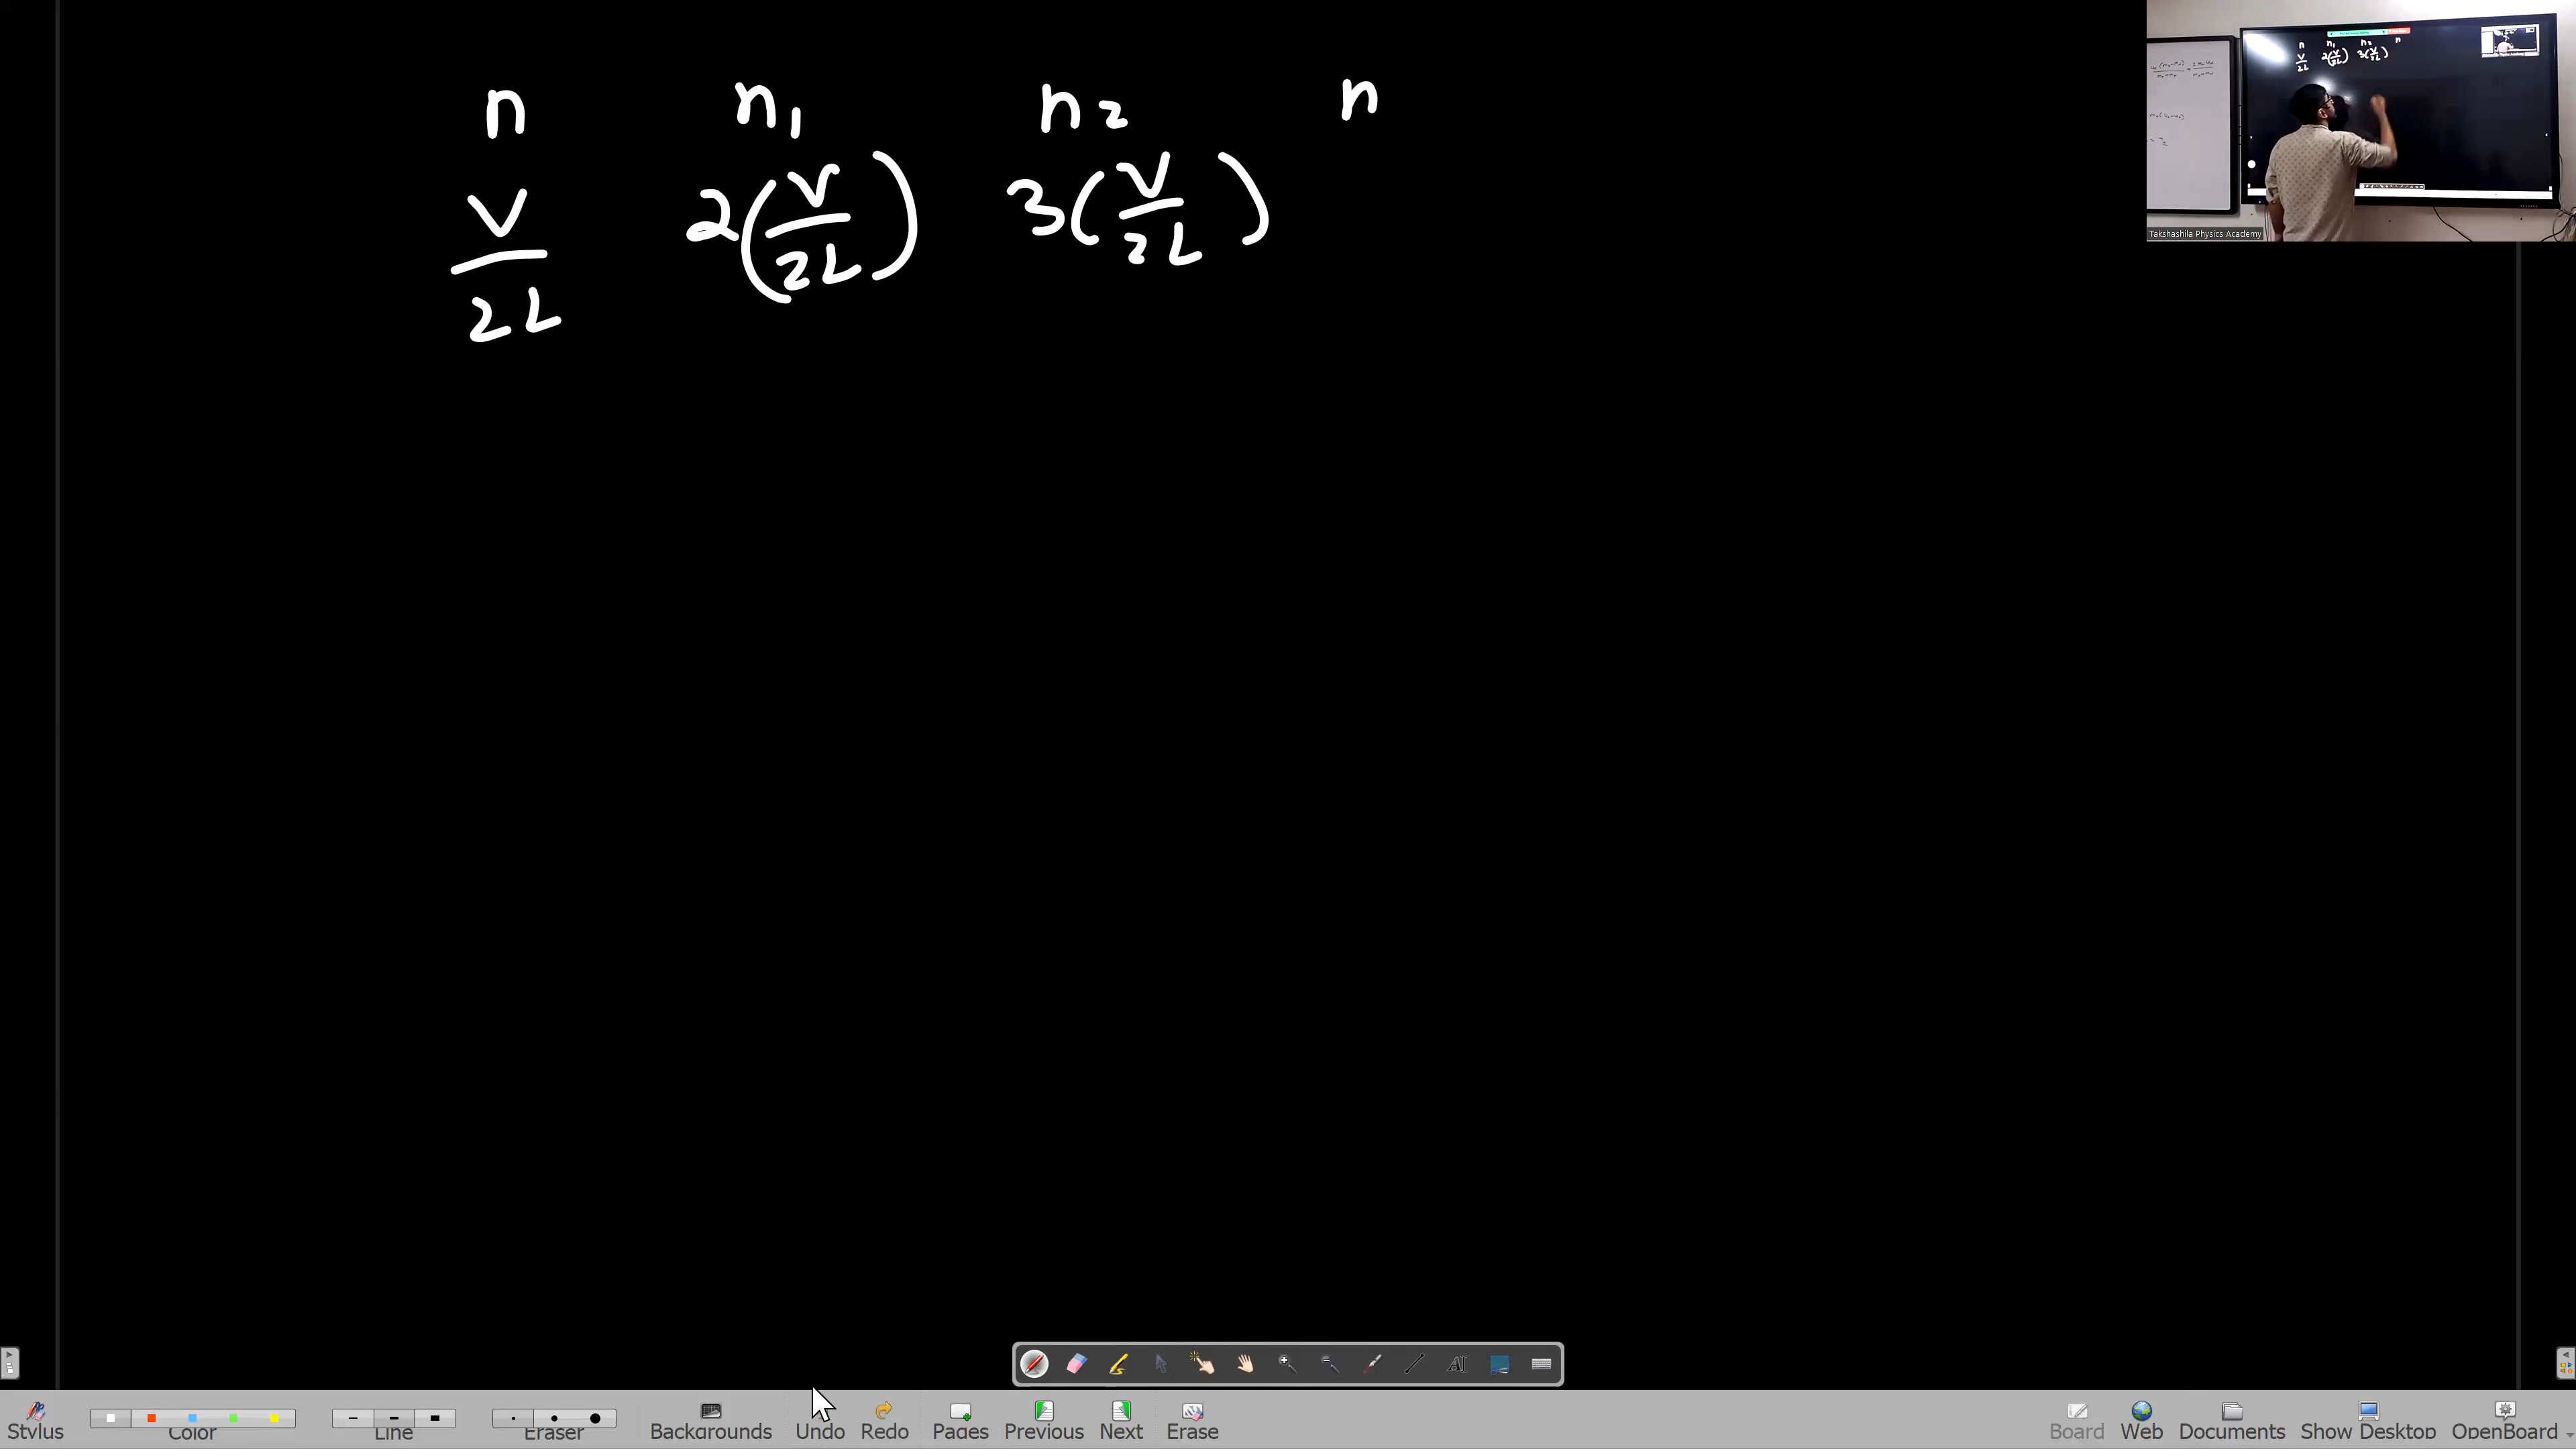 n n₁ n₂ n
V/2L 2(V/2L) 3(V/2L)
Takshashila Physics Academy
Stylus Color Line Eraser Backgrounds Undo Redo Pages Previous Next Erase Board Web Documents Show Desktop OpenBoard